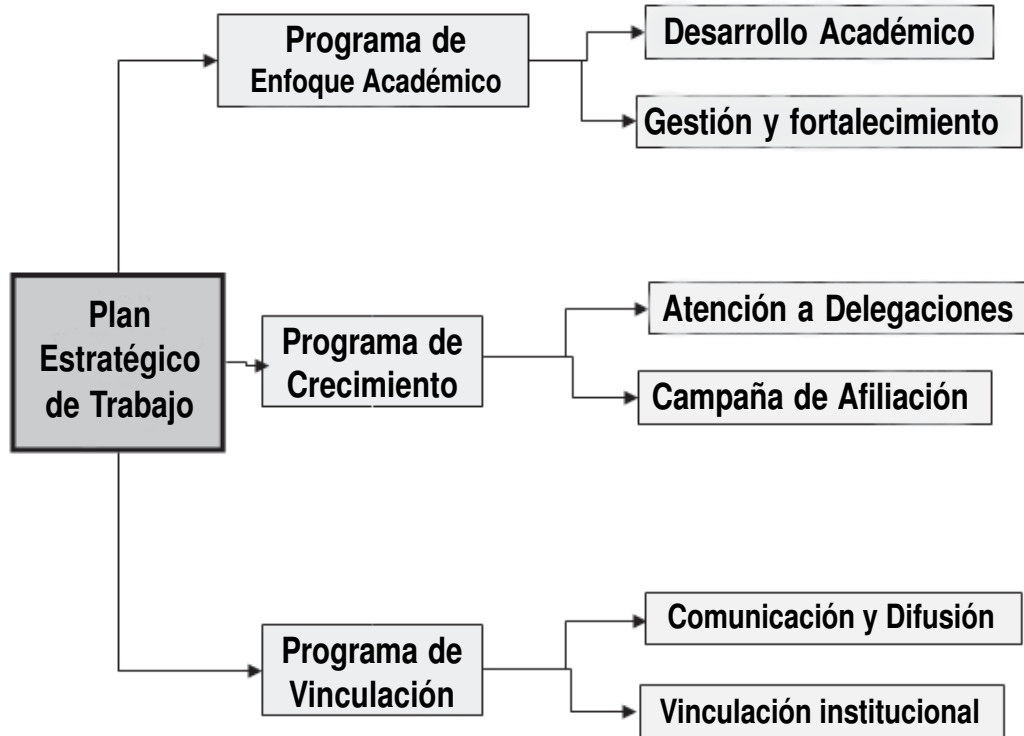 Programa de
Enfoque Académico
Desarrollo Académico
Gestión y fortalecimiento
Plan
Estratégico
de Trabajo
Programa de
Crecimiento
Atención a Delegaciones
Campaña de Afiliación
Programa de
Vinculación
Comunicación y Difusión
Vinculación institucional